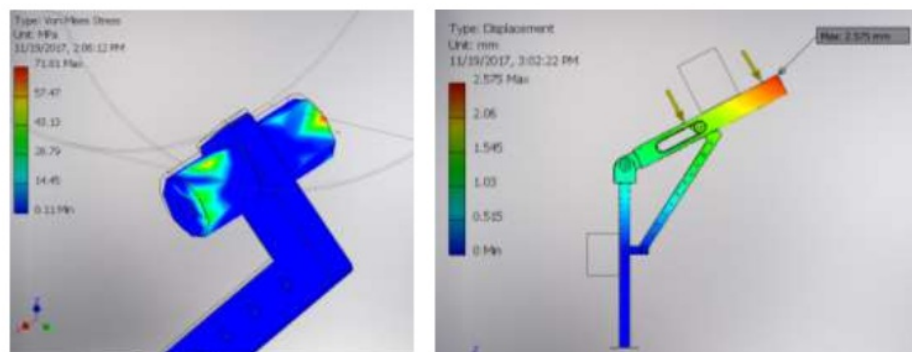 Type: Von Mises Stress
Unit: MPa
11/19/2017, 2:06:12 PM
71.81 Max
57.47
43.13
28.79
14.45
0.11 Min
Type: Displacement
Unit: mm
11/19/2017, 3:02:22 PM
2.575 Max
2.06
1.545
1.03
0.515
0 Min
Max: 2.575 mm